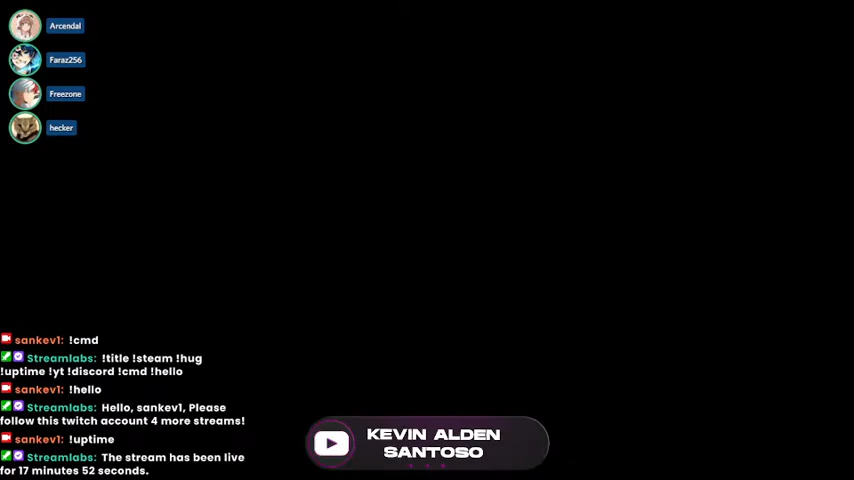 Arcendal
Faraz256
Freezone
hecker
sankev1: !cmd
Streamlabs: !title !steam !hug
!uptime !yt !discord !cmd !hello
sankev1: !hello
Streamlabs: Hello, sankev1, Please
follow this twitch account 4 more streams!
sankev1: !uptime
Streamlabs: The stream has been live
for 17 minutes 52 seconds.
KEVIN ALDEN
SANTOSO